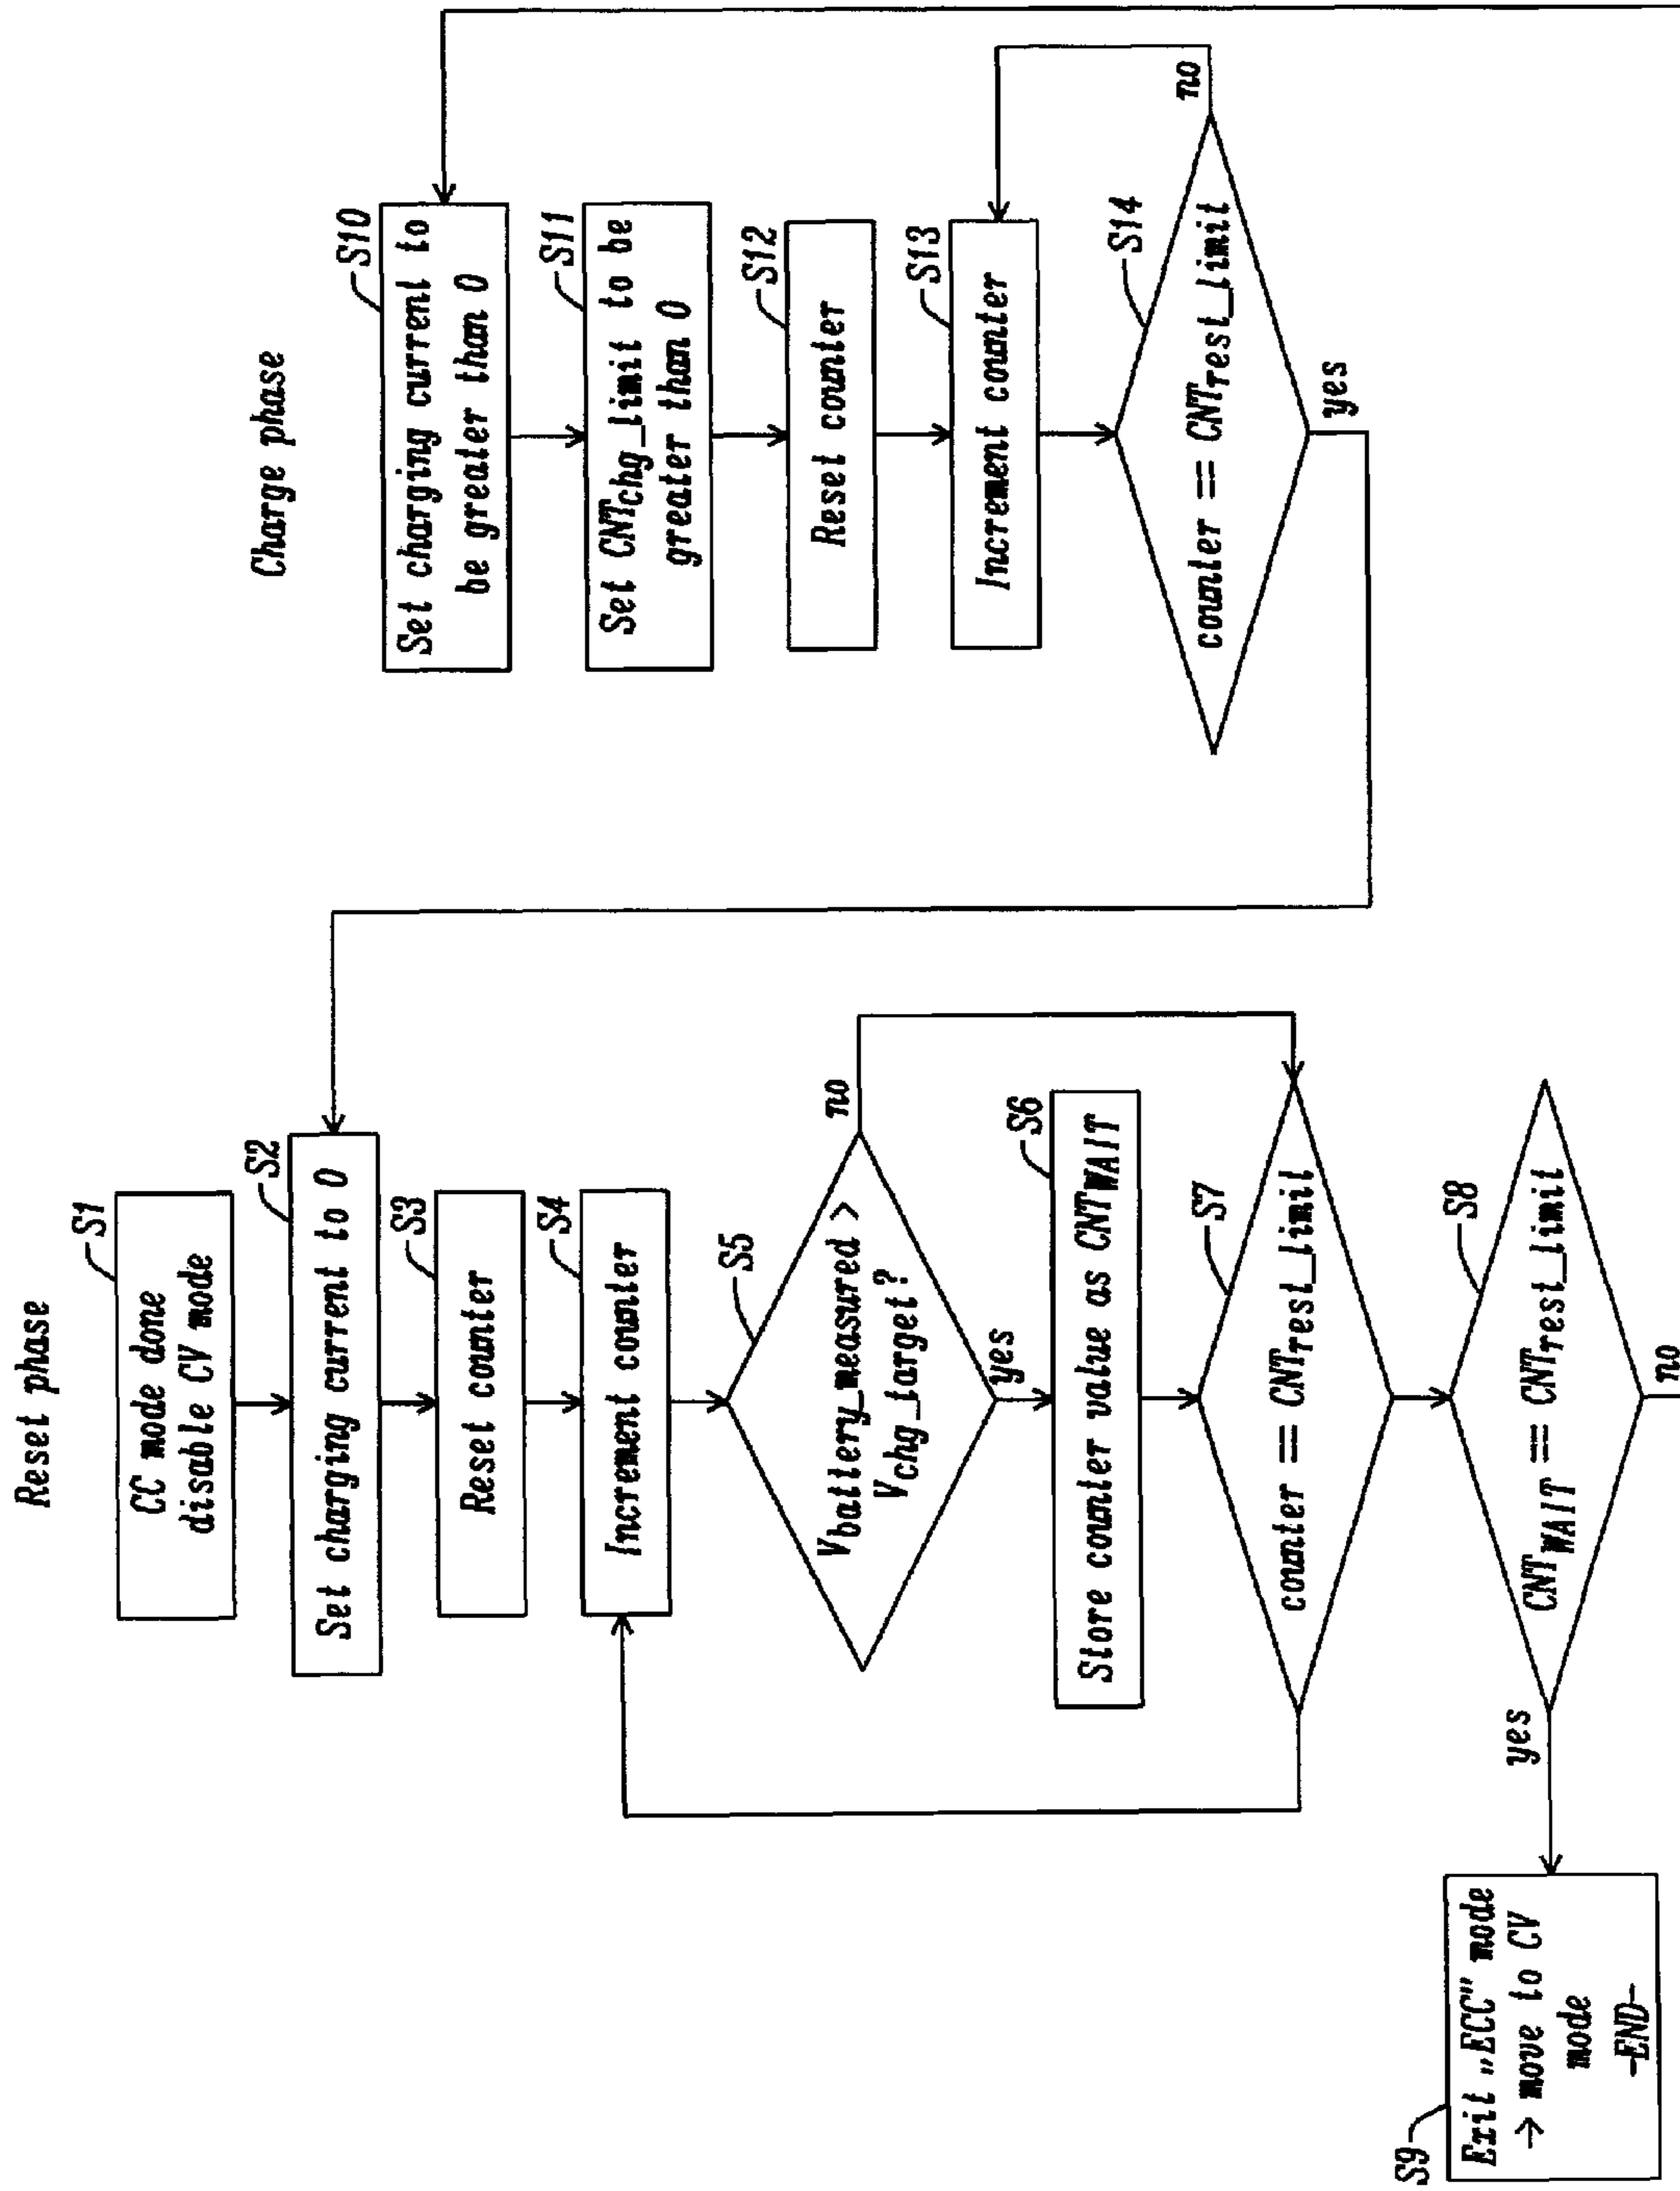 Reset phase
S1
CC mode done
disable CV mode
S2
Set charging current to 0
S3
Reset counter
S4
Increment counter
S5
Vbattery_measured >
Vchg_target?
no
yes
S6
Store counter value as CNTWAIT
S7
counter == CNTrest_limit
S8
CNTWAIT == CNTrest_limit
yes
no
S9
Exit „ECC" mode
→ move to CV
mode
-END-
Charge phase
S10
Set charging current to
be greater than 0
S11
Set CNTchg_limit to be
greater than 0
S12
Reset counter
S13
Increment counter
S14
counter == CNTrest_limit
no
yes